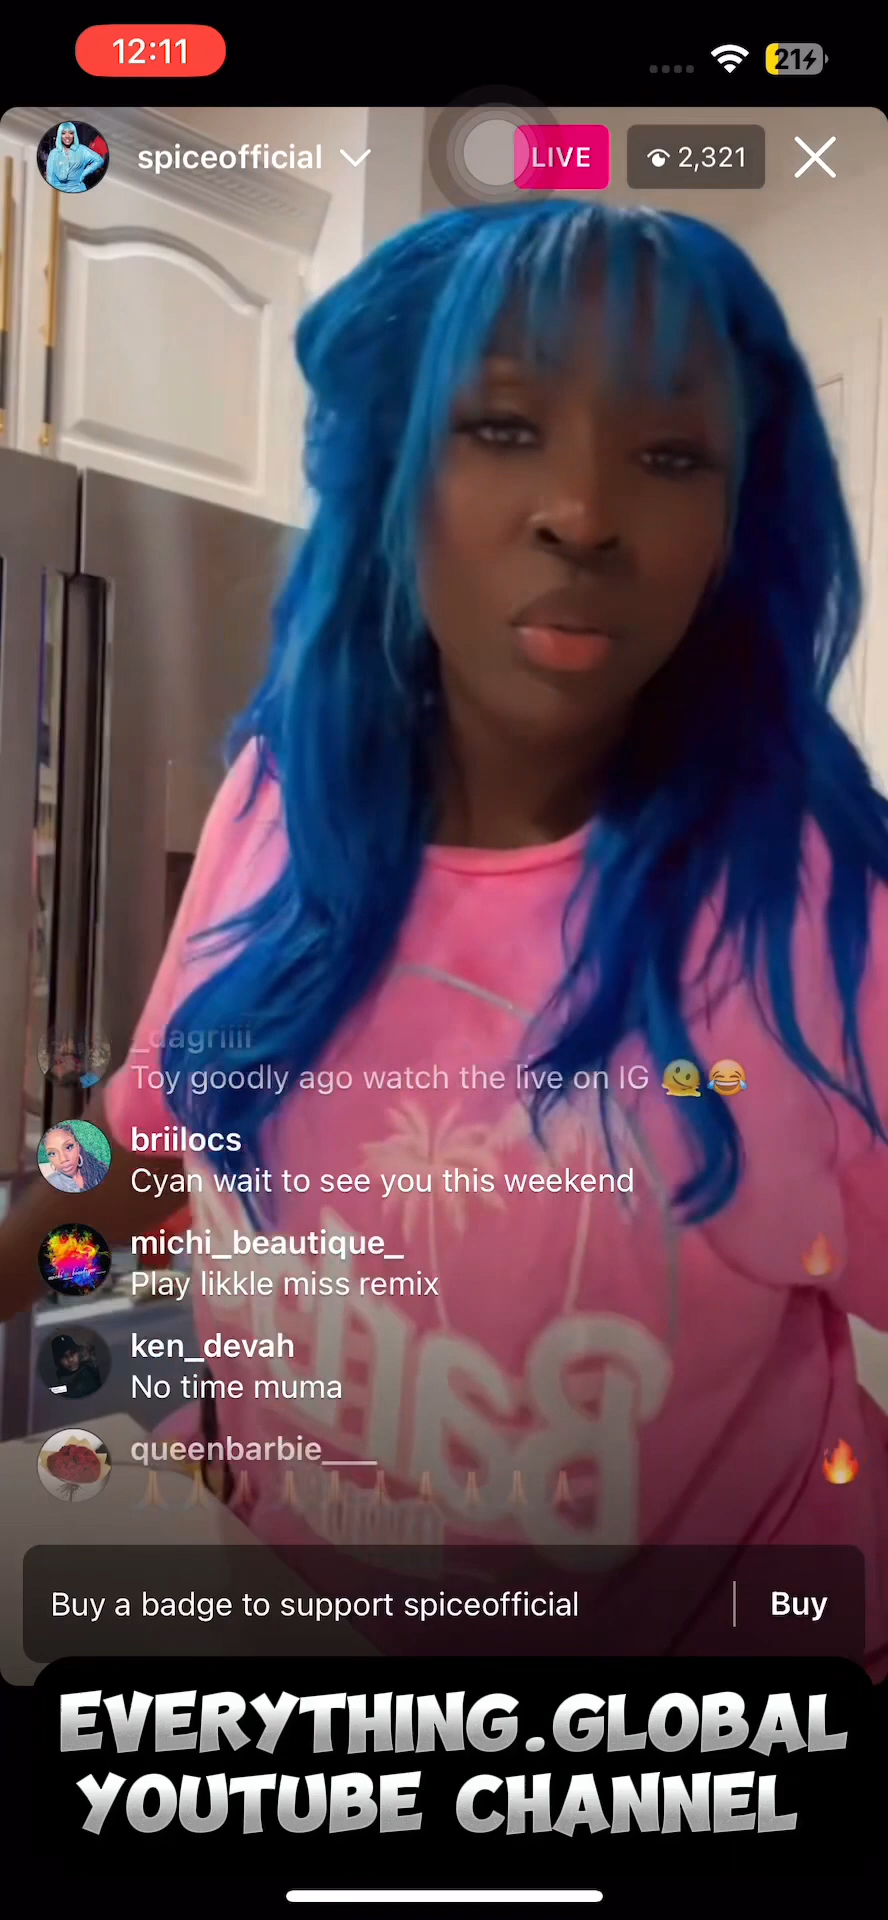 12:11
21
spiceofficial
LIVE
2,321
_dagriiii
Toy goodly ago watch the live on IG 🫠😂
briilocs
Cyan wait to see you this weekend
michi_beautique_
Play likkle miss remix
ken_devah
No time muma
queenbarbie___
🙏🏽🙏🏽🙏🏽🙏🏽🙏🏽🙏🏽🙏🏽🙏🏽🙏🏽🙏🏽
Buy a badge to support spiceofficial
Buy
EVERYTHING.GLOBAL
YOUTUBE CHANNEL